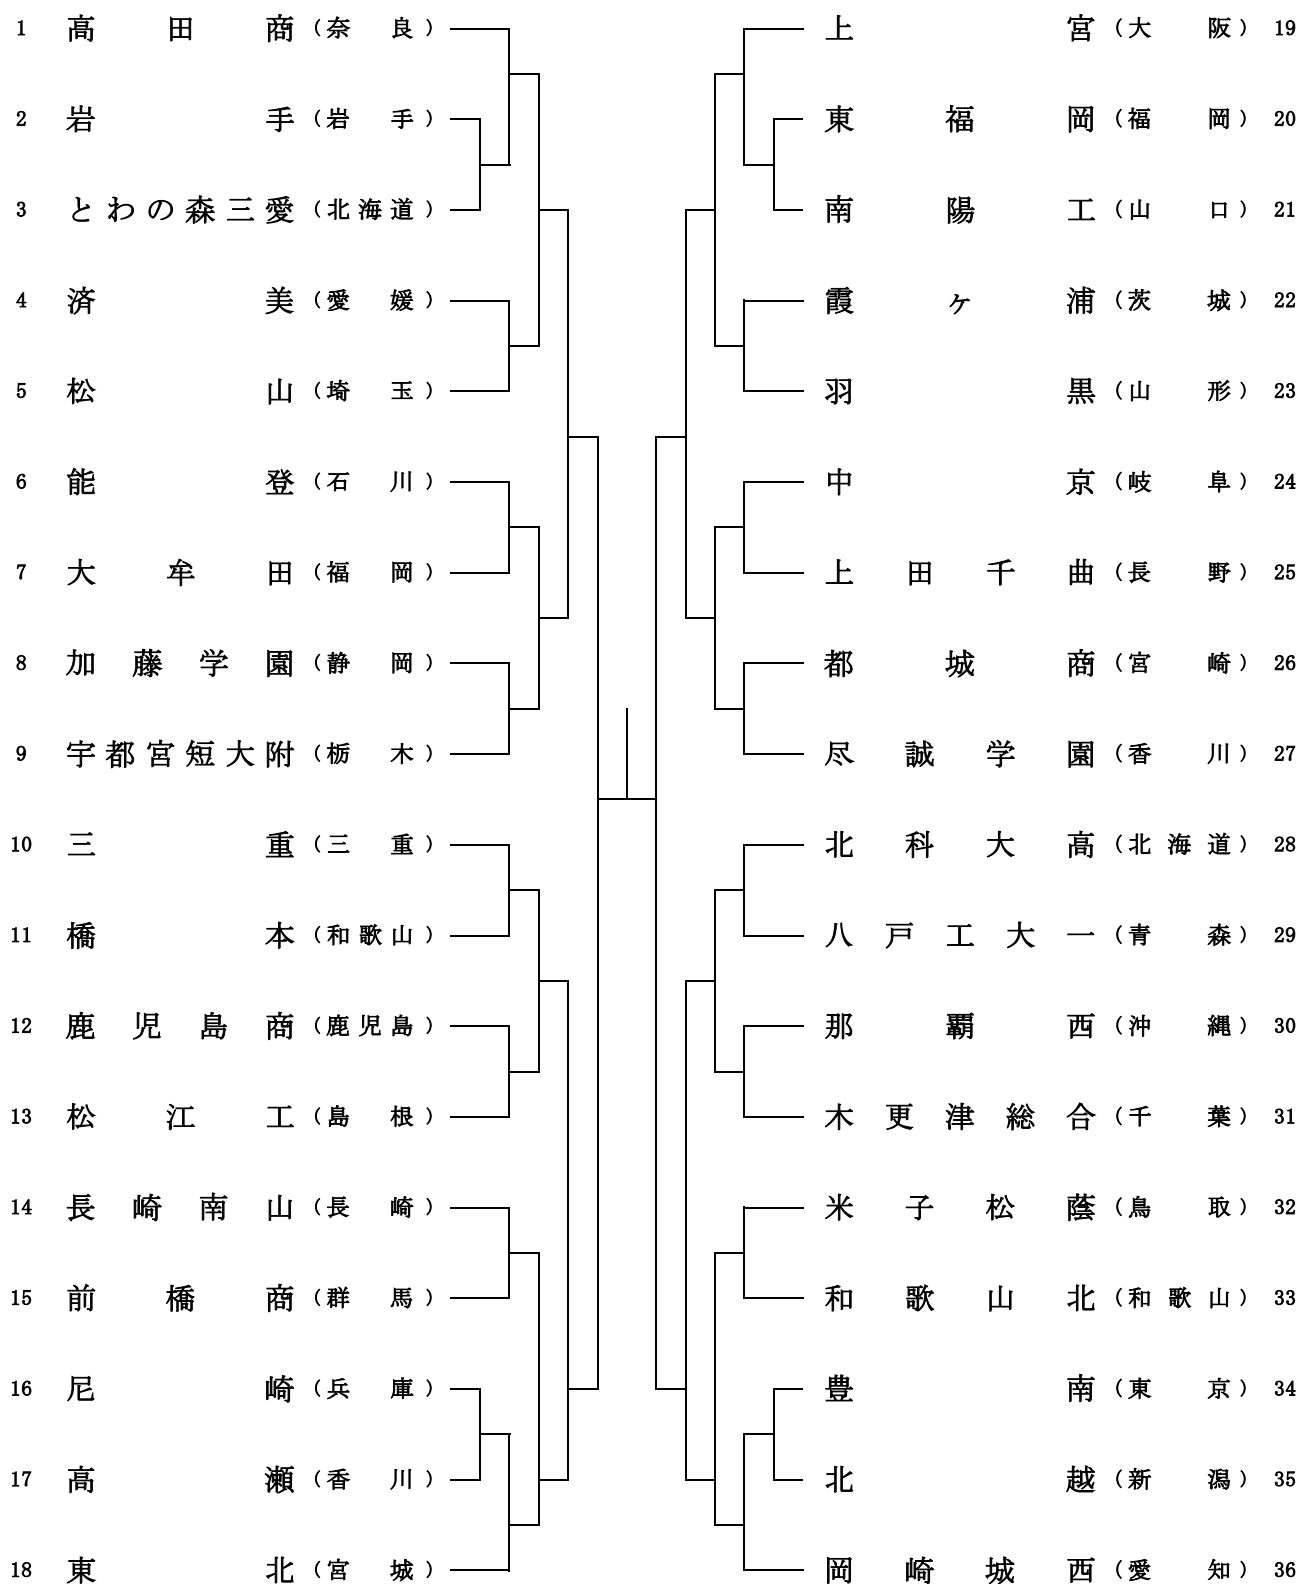 1 高田商 (奈良)
2 岩手 (岩手)
3 とわの森三愛 (北海道)
4 済美 (愛媛)
5 松山 (埼玉)
6 能登 (石川)
7 大牟田 (福岡)
8 加藤学園 (静岡)
9 宇都宮短大附 (栃木)
10 三重 (三重)
11 橋本 (和歌山)
12 鹿児島商 (鹿児島)
13 松江工 (島根)
14 長崎南山 (長崎)
15 前橋商 (群馬)
16 尼崎 (兵庫)
17 高瀬 (香川)
18 東北 (宮城)
上宮 (大阪) 19
東福岡 (福岡) 20
南陽工 (山口) 21
霞ヶ浦 (茨城) 22
羽黒 (山形) 23
中京 (岐阜) 24
上田千曲 (長野) 25
都城商 (宮崎) 26
尽誠学園 (香川) 27
北科大高 (北海道) 28
八戸工大一 (青森) 29
那覇西 (沖縄) 30
木更津総合 (千葉) 31
米子松蔭 (鳥取) 32
和歌山北 (和歌山) 33
豊南 (東京) 34
北越 (新潟) 35
岡崎城西 (愛知) 36